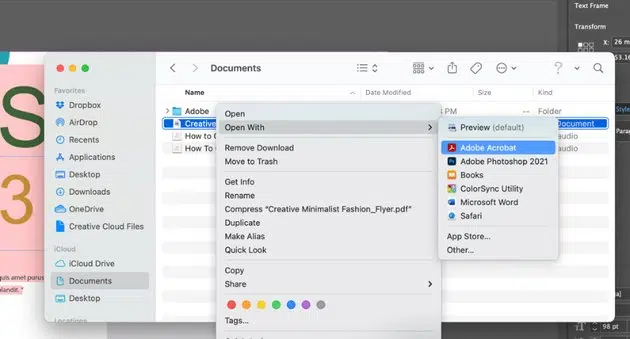 Text Frame
Transform
X: 26 m
53.16
Style
Para
98 pt
S
3
quis amet purus
blandit."
Favorites
Dropbox
AirDrop
Recents
Applications
Desktop
Downloads
OneDrive
Creative Cloud Files
iCloud
iCloud Drive
Documents
Desktop
Locations
Documents
Name
Date Modified
Size
Kind
Adobe
PM
--
Folder
Creative
Document
How to
audio
How To
audio
Open
Open With
Remove Download
Move to Trash
Get Info
Rename
Compress “Creative Minimalist Fashion_Flyer.pdf”
Duplicate
Make Alias
Quick Look
Copy
Share
Tags...
Preview (default)
Adobe Acrobat
Adobe Photoshop 2021
Books
ColorSync Utility
Microsoft Word
Safari
App Store...
Other...